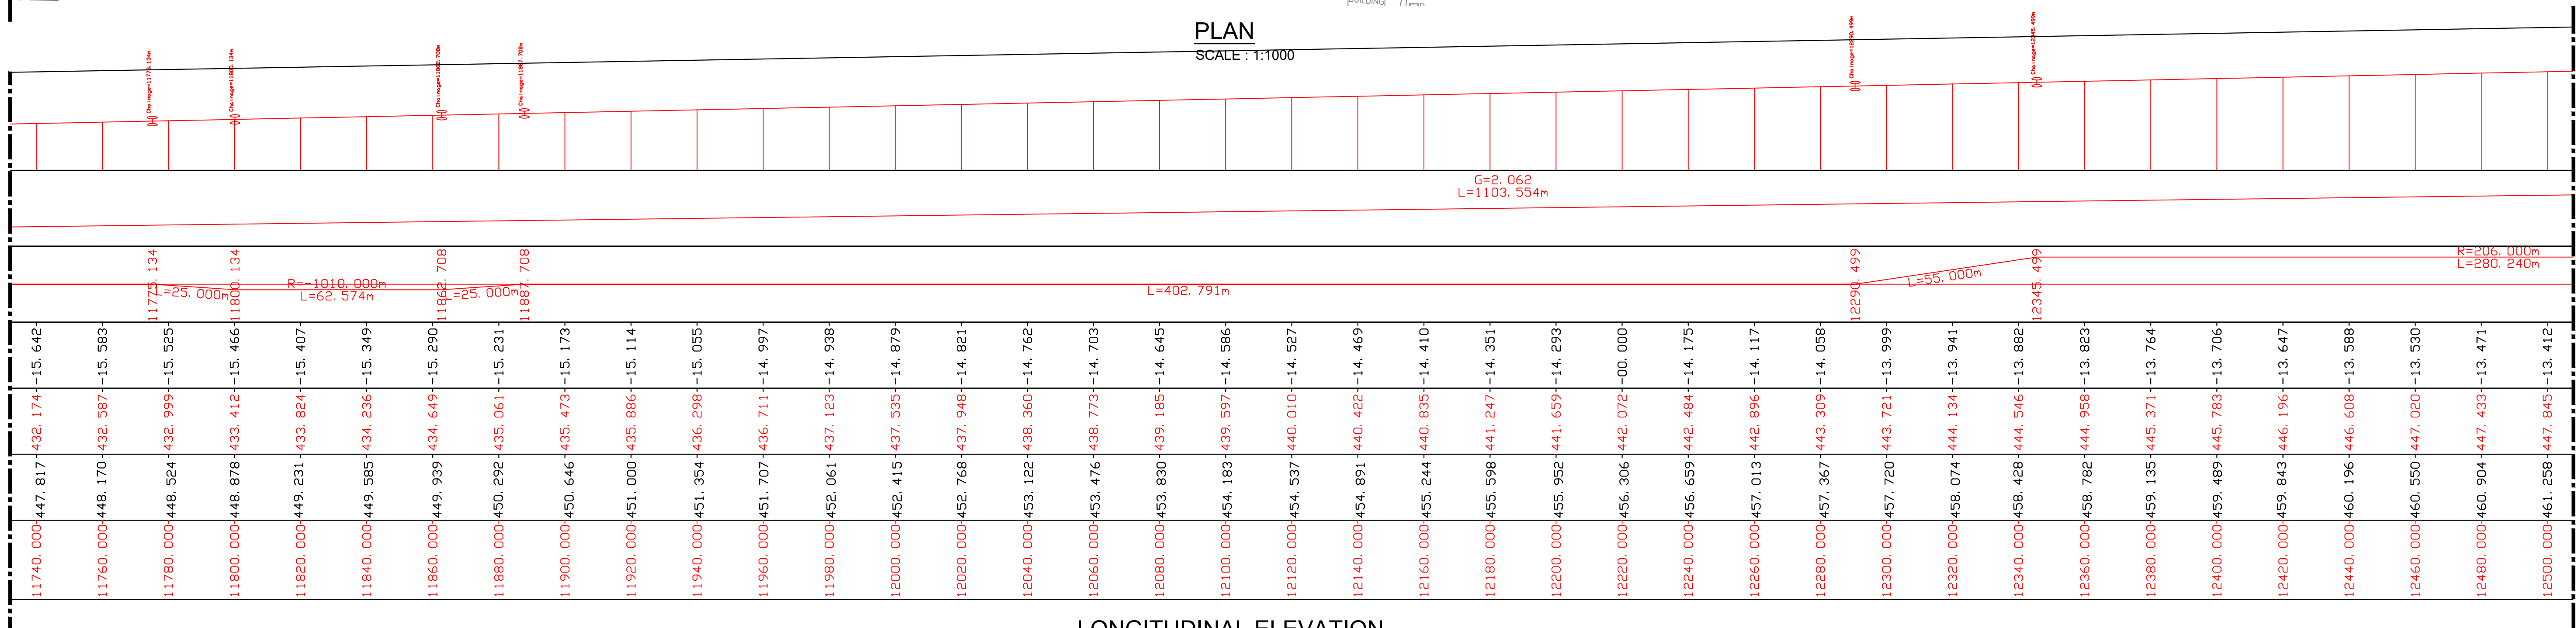 PLAN
SCALE : 1:1000
Chainage=11775.134m
Chainage=11800.134m
Chainage=11862.708m
Chainage=11887.708m
Chainage=12290.499m
Chainage=12345.499m
G=2.062
L=1103.554m
11775.134
L=25.000m
11800.134
R=-1010.000m
L=62.574m
11862.708
L=25.000m
11887.708
L=402.791m
12290.499
L=55.000m
12345.499
R=206.000m
L=280.240m
-15.642 -15.583 -15.525 -15.466 -15.407 -15.349 -15.290 -15.231 -15.173 -15.114 -15.055 -14.997 -14.938 -14.879 -14.821 -14.762 -14.703 -14.645 -14.586 -14.527 -14.469 -14.410 -14.351 -14.293 -00.000 -14.175 -14.117 -14.058 -13.999 -13.941 -13.882 -13.823 -13.764 -13.706 -13.647 -13.588 -13.530 -13.471 -13.412
432.174 432.587 432.999 433.412 433.824 434.236 434.649 435.061 435.473 435.886 436.298 436.711 437.123 437.535 437.948 438.360 438.773 439.185 439.597 440.010 440.422 440.835 441.247 441.659 442.072 442.484 442.896 443.309 443.721 444.134 444.546 444.958 445.371 445.783 446.196 446.608 447.020 447.433 447.845
447.817 448.170 448.524 448.878 449.231 449.585 449.939 450.292 450.646 451.000 451.354 451.707 452.061 452.415 452.768 453.122 453.476 453.830 454.183 454.537 454.891 455.244 455.598 455.952 456.306 456.659 457.013 457.367 457.720 458.074 458.428 458.782 459.135 459.489 459.843 460.196 460.550 460.904 461.258
11740.000 11760.000 11780.000 11800.000 11820.000 11840.000 11860.000 11880.000 11900.000 11920.000 11940.000 11960.000 11980.000 12000.000 12020.000 12040.000 12060.000 12080.000 12100.000 12120.000 12140.000 12160.000 12180.000 12200.000 12220.000 12240.000 12260.000 12280.000 12300.000 12320.000 12340.000 12360.000 12380.000 12400.000 12420.000 12440.000 12460.000 12480.000 12500.000
LONGITUDINAL ELEVATION